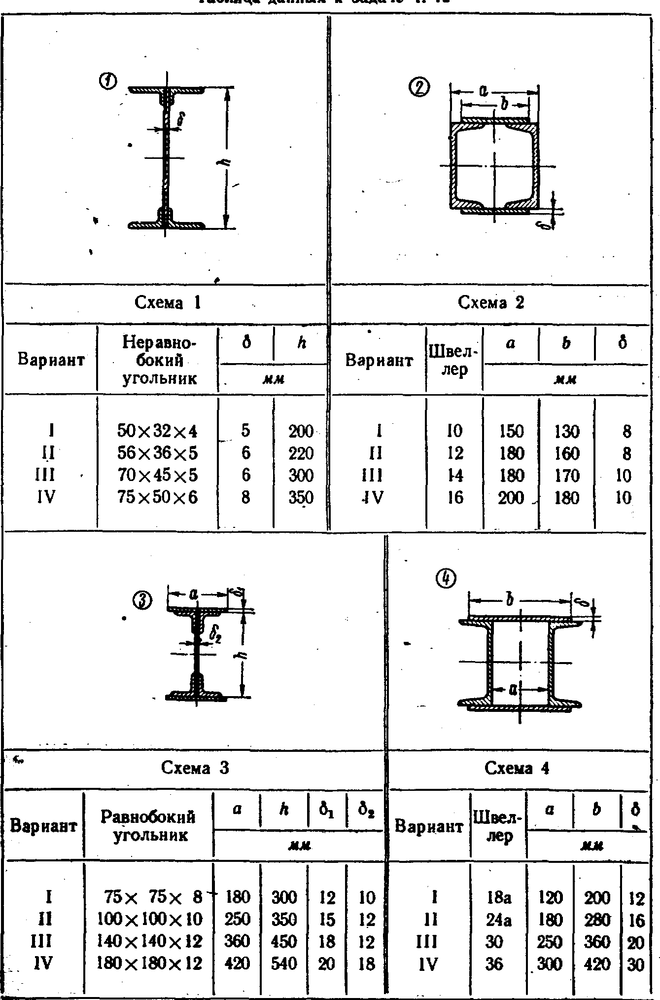 Таблица данных к задаче
1
δ
h
2
a
b
δ
Схема 1
Схема 2
Вариант
Неравно-
бокий
угольник
δ
h
мм
Вариант
Швел-
лер
a
b
δ
мм
I 50×32×4 5 200
II 56×36×5 6 220
III 70×45×5 6 300
IV 75×50×6 8 350
I 10 150 130 8
II 12 180 160 8
III 14 180 170 10
IV 16 200 180 10
3
a
δ₁
δ₂
h
4
b
δ
a
Схема 3
Схема 4
Вариант
Равнобокий
угольник
a
h
δ₁
δ₂
мм
Вариант
Швел-
лер
a
b
δ
мм
I 75× 75× 8 180 300 12 10
II 100×100×10 250 350 15 12
III 140×140×12 360 450 18 12
IV 180×180×12 420 540 20 18
I 18а 120 200 12
II 24а 180 280 16
III 30 250 360 20
IV 36 300 420 30